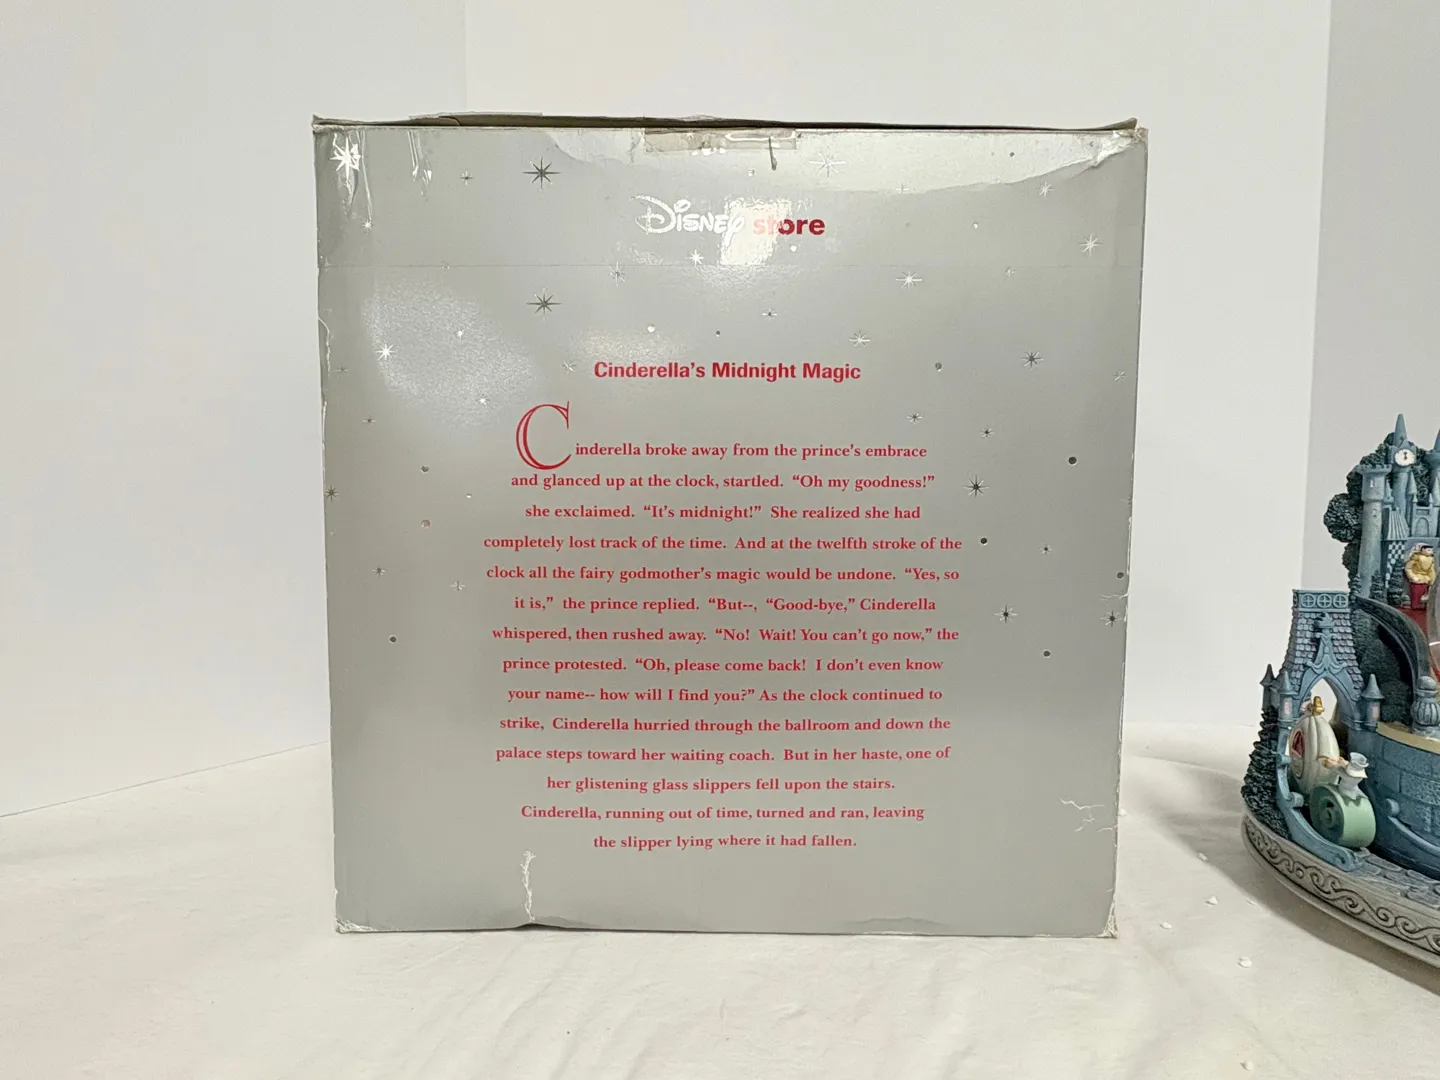 Disney store
Cinderella's Midnight Magic
Cinderella broke away from the prince's embrace
and glanced up at the clock, startled. “Oh my goodness!”
she exclaimed. “It's midnight!” She realized she had
completely lost track of the time. And at the twelfth stroke of the
clock all the fairy godmother's magic would be undone. “Yes, so
it is,” the prince replied. “But--, “Good-bye,” Cinderella
whispered, then rushed away. “No! Wait! You can't go now,” the
prince protested. “Oh, please come back! I don't even know
your name-- how will I find you?” As the clock continued to
strike, Cinderella hurried through the ballroom and down the
palace steps toward her waiting coach. But in her haste, one of
her glistening glass slippers fell upon the stairs.
Cinderella, running out of time, turned and ran, leaving
the slipper lying where it had fallen.